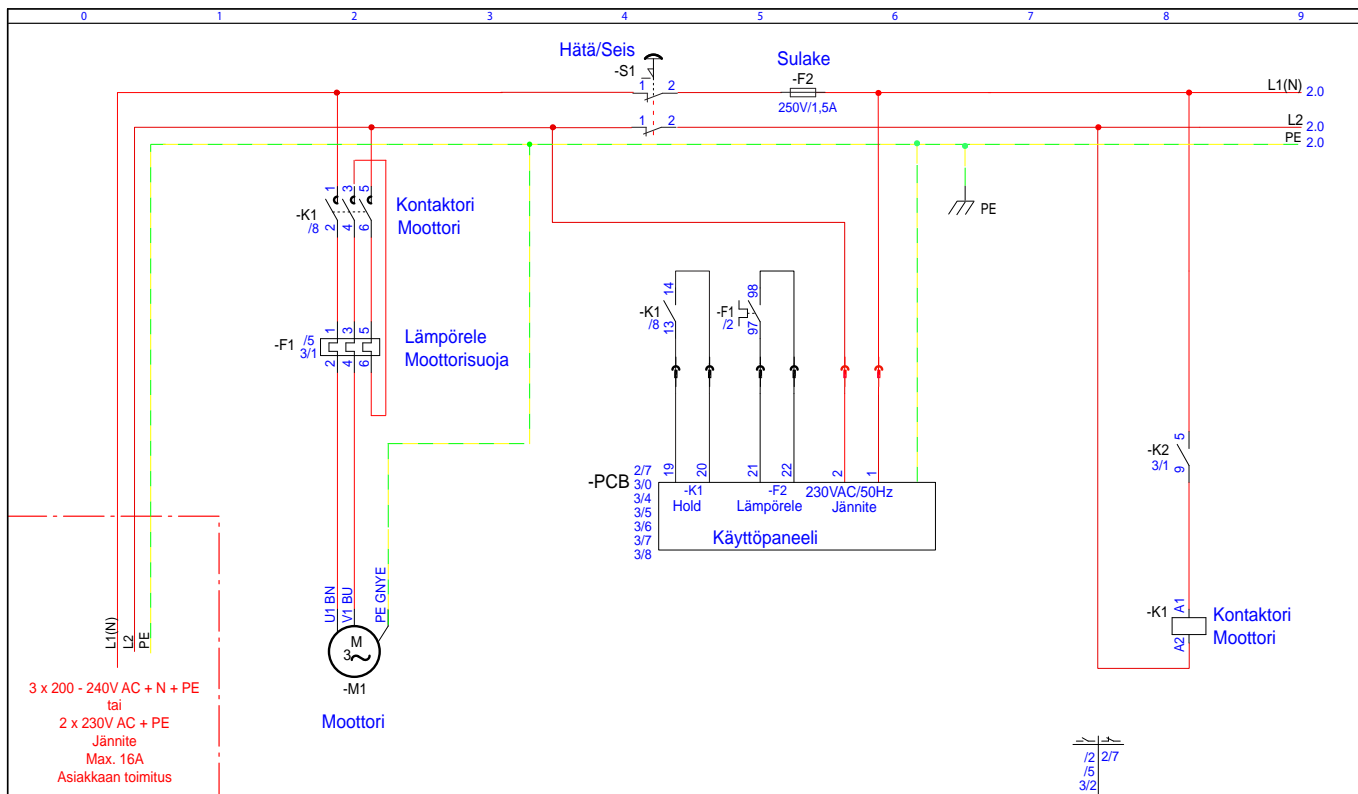 0 1 2 3 4 5 6 7 8 9
Hätä/Seis
-S1
1 2
Sulake
-F2
250V/1,5A
L1(N) 2.0
1 2
L2 2.0
PE 2.0
1 3 5
-K1
/8
2 4 6
Kontaktori
Moottori
PE
14
-K1
/8
13
98
-F1
/2
97
1 3 5
-F1
/5
3/1
2 4 6
Lämpörele
Moottorisuoja
5
-K2
3/1
9
-PCB
2/7
3/0
3/4
3/5
3/6
3/7
3/8
19 20 21 22 2 1
-K1
Hold
-F2
Lämpörele
230VAC/50Hz
Jännite
Käyttöpaneeli
L1(N)
L2
PE
U1 BN
V1 BU
PE GNYE
M
3
-M1
Moottori
A1
-K1
A2
Kontaktori
Moottori
3 x 200 - 240V AC + N + PE
tai
2 x 230V AC + PE
Jännite
Max. 16A
Asiakkaan toimitus
/2 2/7
/5
3/2